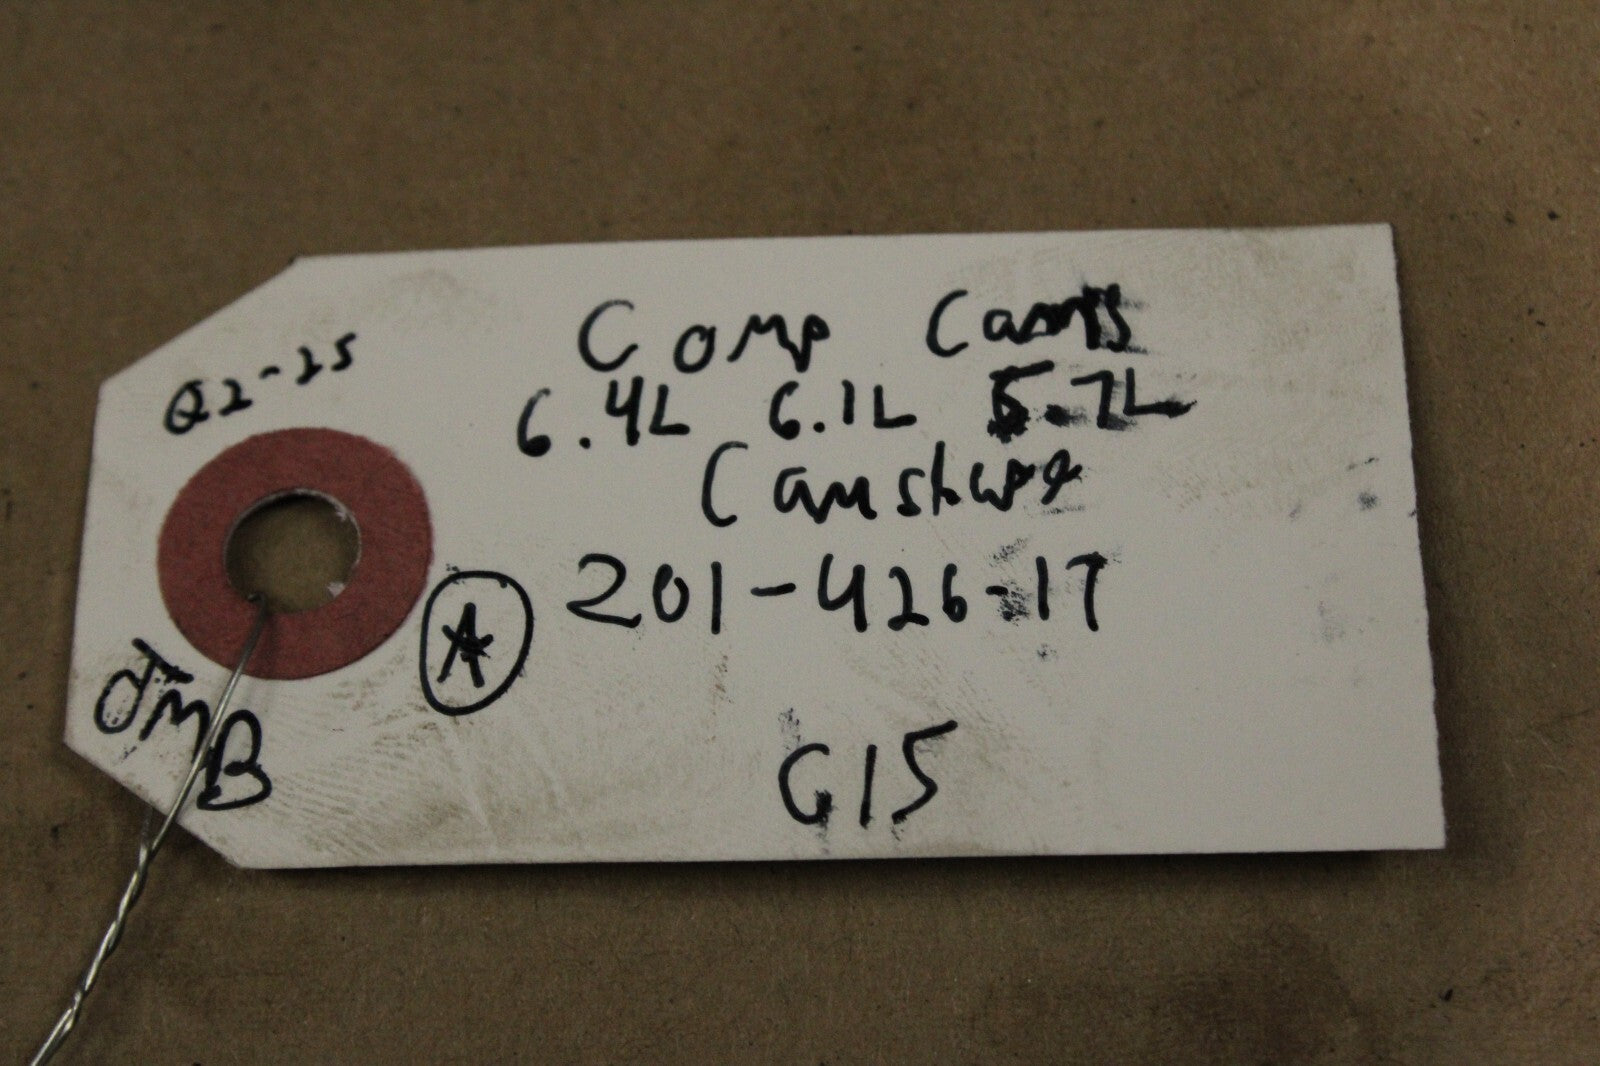 Q2-25
Comp Cams
6.4L 6.1L 5.7L
Camshaft
201-426-17
A
JMB
G15